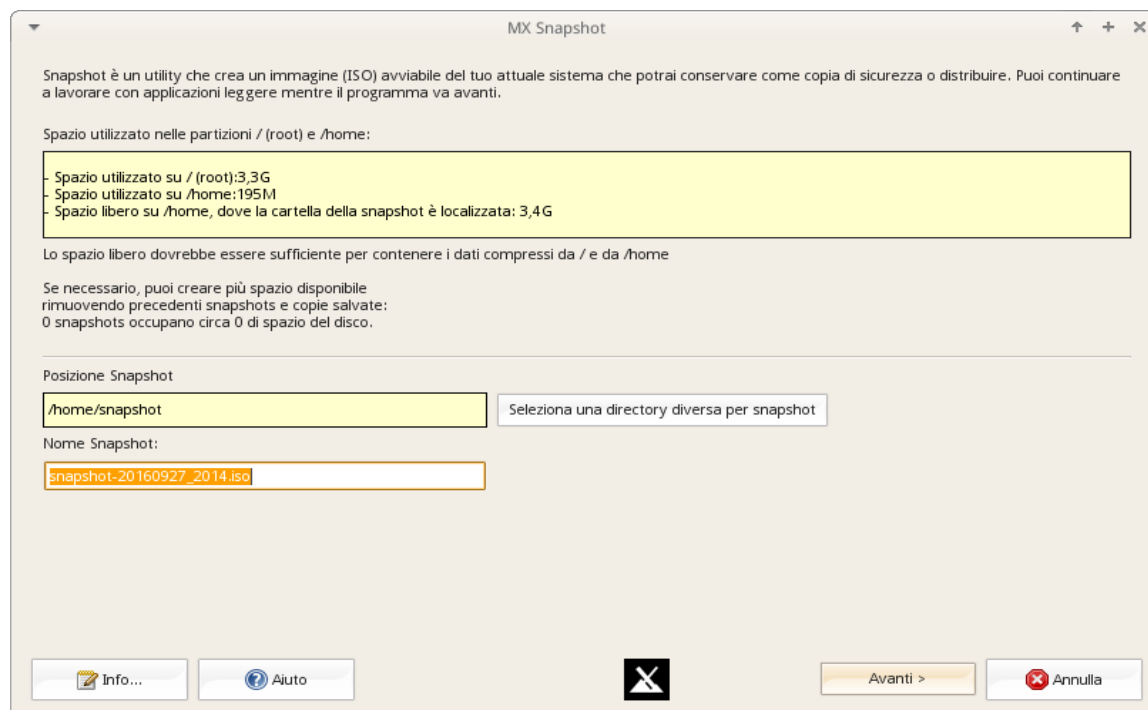 MX Snapshot
Snapshot è un utility che crea un immagine (ISO) avviabile del tuo attuale sistema che potrai conservare come copia di sicurezza o distribuire. Puoi continuare
a lavorare con applicazioni leggere mentre il programma va avanti.
Spazio utilizzato nelle partizioni / (root) e /home:
- Spazio utilizzato su / (root):3,3G
- Spazio utilizzato su /home:195M
- Spazio libero su /home, dove la cartella della snapshot è localizzata: 3,4G
Lo spazio libero dovrebbe essere sufficiente per contenere i dati compressi da / e da /home
Se necessario, puoi creare più spazio disponibile
rimuovendo precedenti snapshots e copie salvate:
0 snapshots occupano circa 0 di spazio del disco.
Posizione Snapshot
/home/snapshot
Seleziona una directory diversa per snapshot
Nome Snapshot:
snapshot-20160927_2014.iso
Info...
Aiuto
Avanti >
Annulla